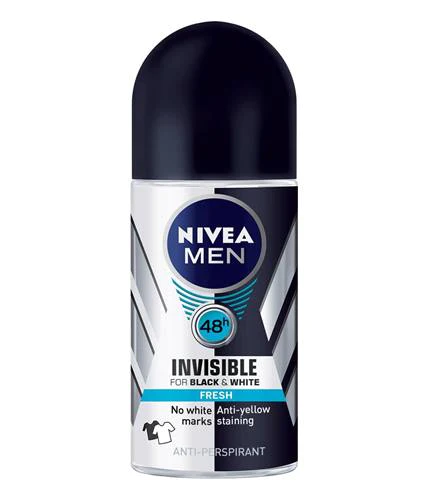 NIVEA
MEN
48h
INVISIBLE
FOR BLACK & WHITE
FRESH
No white Anti-yellow
marks staining
ANTI-PERSPIRANT